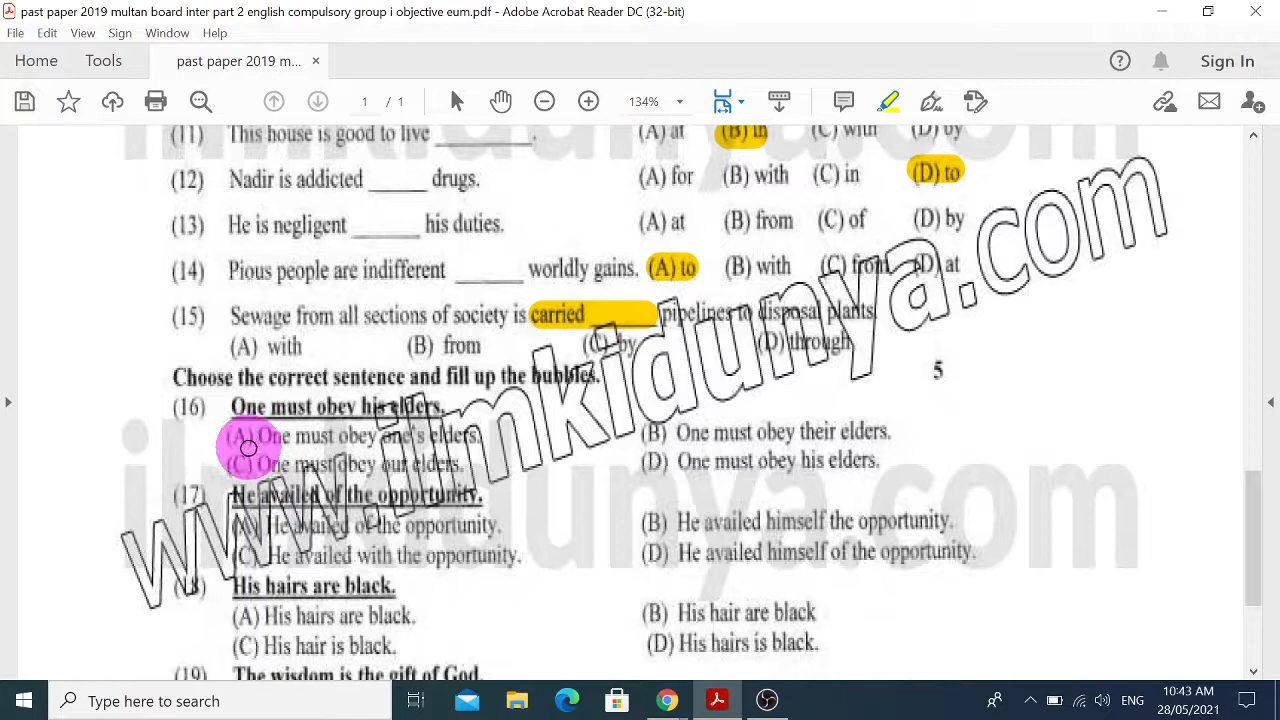 past paper 2019 multan board inter part 2 english compulsory group i objective eum.pdf - Adobe Acrobat Reader DC (32-bit)
File Edit View Sign Window Help
Home Tools past paper 2019 m... × Sign In
1 / 1 134%
(11) This house is good to live ________. (A) at (B) in (C) with (D) by
(12) Nadir is addicted _____ drugs. (A) for (B) with (C) in (D) to
(13) He is negligent ______ his duties. (A) at (B) from (C) of (D) by
(14) Pious people are indifferent ______ worldly gains. (A) to (B) with (C) from (D) at
(15) Sewage from all sections of society is carried ______ pipelines to disposal plants.
(A) with (B) from (C) by (D) through
Choose the correct sentence and fill up the bubbles. 5
(16) One must obey his elders.
(A) One must obey one's elders. (B) One must obey their elders.
(C) One must obey our elders. (D) One must obey his elders.
(17) He availed of the opportunity.
(A) He availed of the opportunity. (B) He availed himself the opportunity.
(C) He availed with the opportunity. (D) He availed himself of the opportunity.
(18) His hairs are black.
(A) His hairs are black. (B) His hair are black
(C) His hair is black. (D) His hairs is black.
(19) The wisdom is the gift of God.
www.ilmkidunya.com
ilmkidunya.com
Type here to search
ENG
10:43 AM
28/05/2021